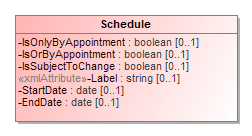 Schedule
-IsOnlyByAppointment : boolean [0..1]
-IsOrByAppointment : boolean [0..1]
-IsSubjectToChange : boolean [0..1]
«xmlAttribute»-Label : string [0..1]
-StartDate : date [0..1]
-EndDate : date [0..1]